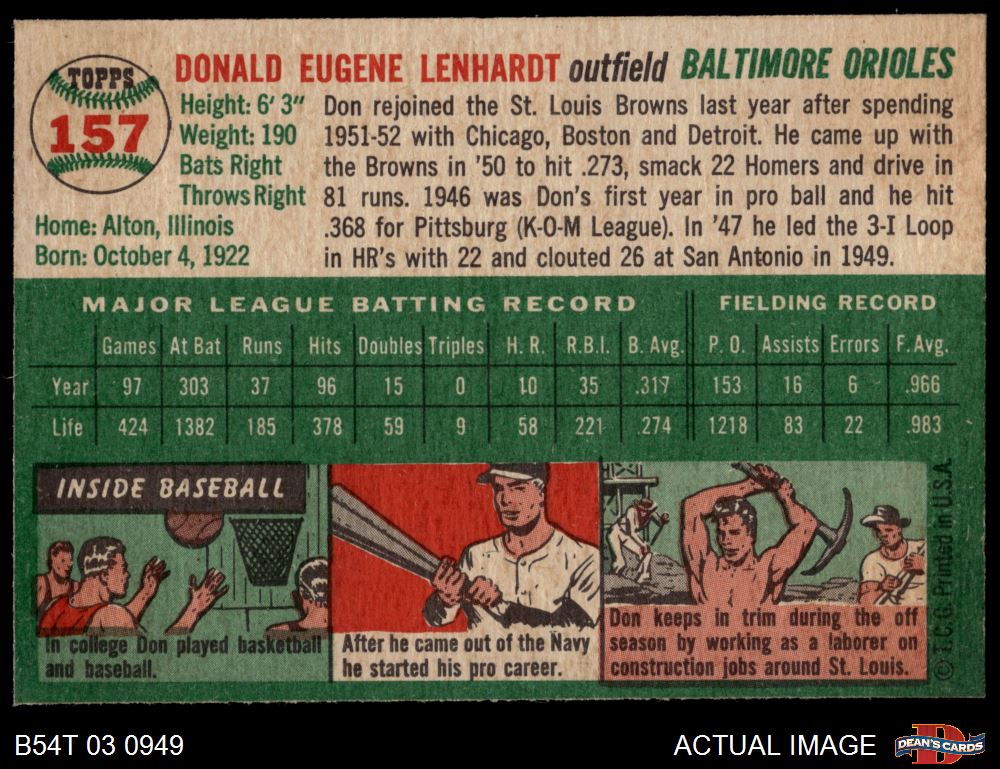 TOPPS
157
DONALD EUGENE LENHARDT outfield BALTIMORE ORIOLES
Height: 6' 3"
Weight: 190
Bats Right
Throws Right
Home: Alton, Illinois
Born: October 4, 1922
Don rejoined the St. Louis Browns last year after spending
1951-52 with Chicago, Boston and Detroit. He came up with
the Browns in '50 to hit .273, smack 22 Homers and drive in
81 runs. 1946 was Don's first year in pro ball and he hit
.368 for Pittsburg (K-O-M League). In '47 he led the 3-I Loop
in HR's with 22 and clouted 26 at San Antonio in 1949.
MAJOR LEAGUE BATTING RECORD FIELDING RECORD
Games At Bat Runs Hits Doubles Triples H. R. R.B.I. B. Avg. P. O. Assists Errors F. Avg.
Year 97 303 37 96 15 0 10 35 .317 153 16 6 .966
Life 424 1382 185 378 59 9 58 221 .274 1218 83 22 .983
INSIDE BASEBALL
In college Don played basketball
and baseball.
After he came out of the Navy
he started his pro career.
Don keeps in trim during the off
season by working as a laborer on
construction jobs around St. Louis.
© T.C.G. Printed in U.S.A.
B54T 03 0949
ACTUAL IMAGE
D
DEAN'S CARDS